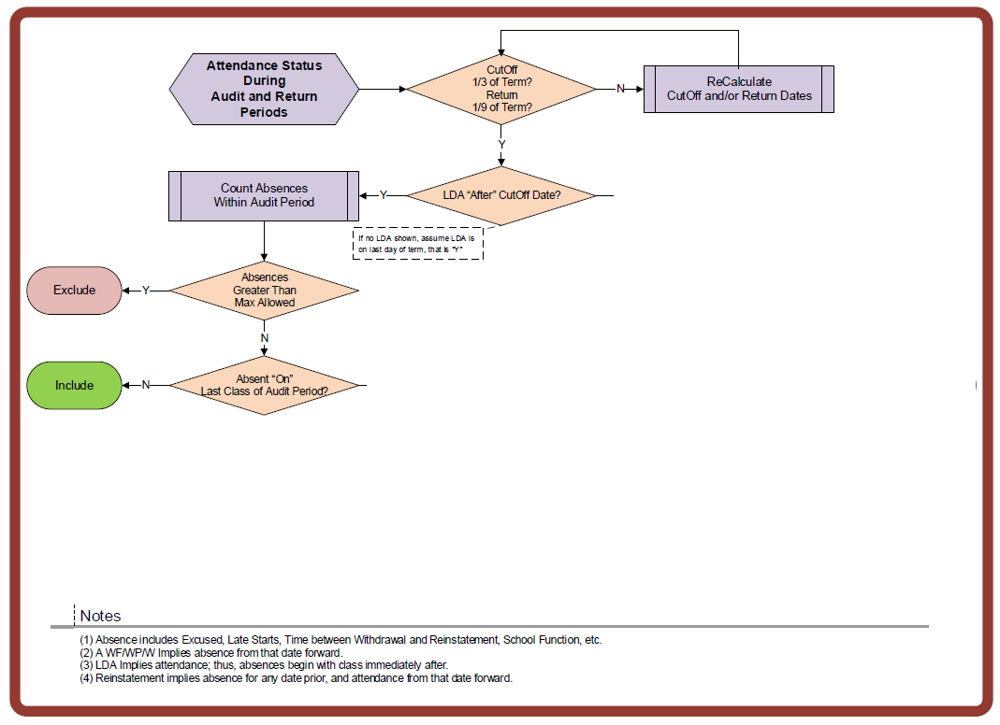 Attendance Status
During
Audit and Return
Periods
CutOff
1/3 of Term?
Return
1/9 of Term?
N
ReCalculate
CutOff and/or Return Dates
Y
Count Absences
Within Audit Period
Y
LDA “After” CutOff Date?
If no LDA shown, assume LDA is
on last day of term, that is “Y”
Exclude
Y
Absences
Greater Than
Max Allowed
N
Include
N
Absent “On”
Last Class of Audit Period?
Notes
(1) Absence includes Excused, Late Starts, Time between Withdrawal and Reinstatement, School Function, etc.
(2) A WF/WP/W Implies absence from that date forward.
(3) LDA Implies attendance; thus, absences begin with class immediately after.
(4) Reinstatement implies absence for any date prior, and attendance from that date forward.